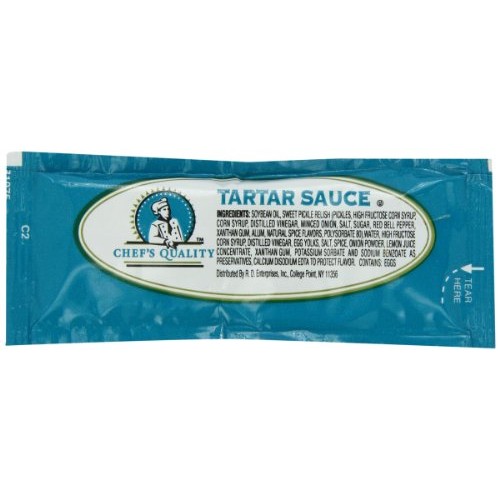 TARTAR SAUCE ®
INGREDIENTS: SOYBEAN OIL, SWEET PICKLE RELISH (PICKLES, HIGH FRUCTOSE CORN SYRUP,
CORN SYRUP, DISTILLED VINEGAR, MINCED ONION, SALT, SUGAR, RED BELL PEPPER,
XANTHAN GUM, ALUM, NATURAL SPICE FLAVORS, POLYSORBATE 80), WATER, HIGH FRUCTOSE
CORN SYRUP, DISTILLED VINEGAR, EGG YOLKS, SALT, SPICE, ONION POWDER, LEMON JUICE
CONCENTRATE, XANTHAN GUM, POTASSIUM SORBATE AND SODIUM BENZOATE AS
PRESERVATIVES, CALCIUM DISODIUM EDTA TO PROTECT FLAVOR. CONTAINS: EGGS
Distributed By R. D. Enterprises, Inc., College Point, NY 11356
CHEF'S QUALITY ™
C2
TEAR
HERE